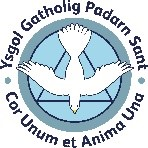 Ysgol Gatholig Padarn Sant
Cor Unum et Anima Una